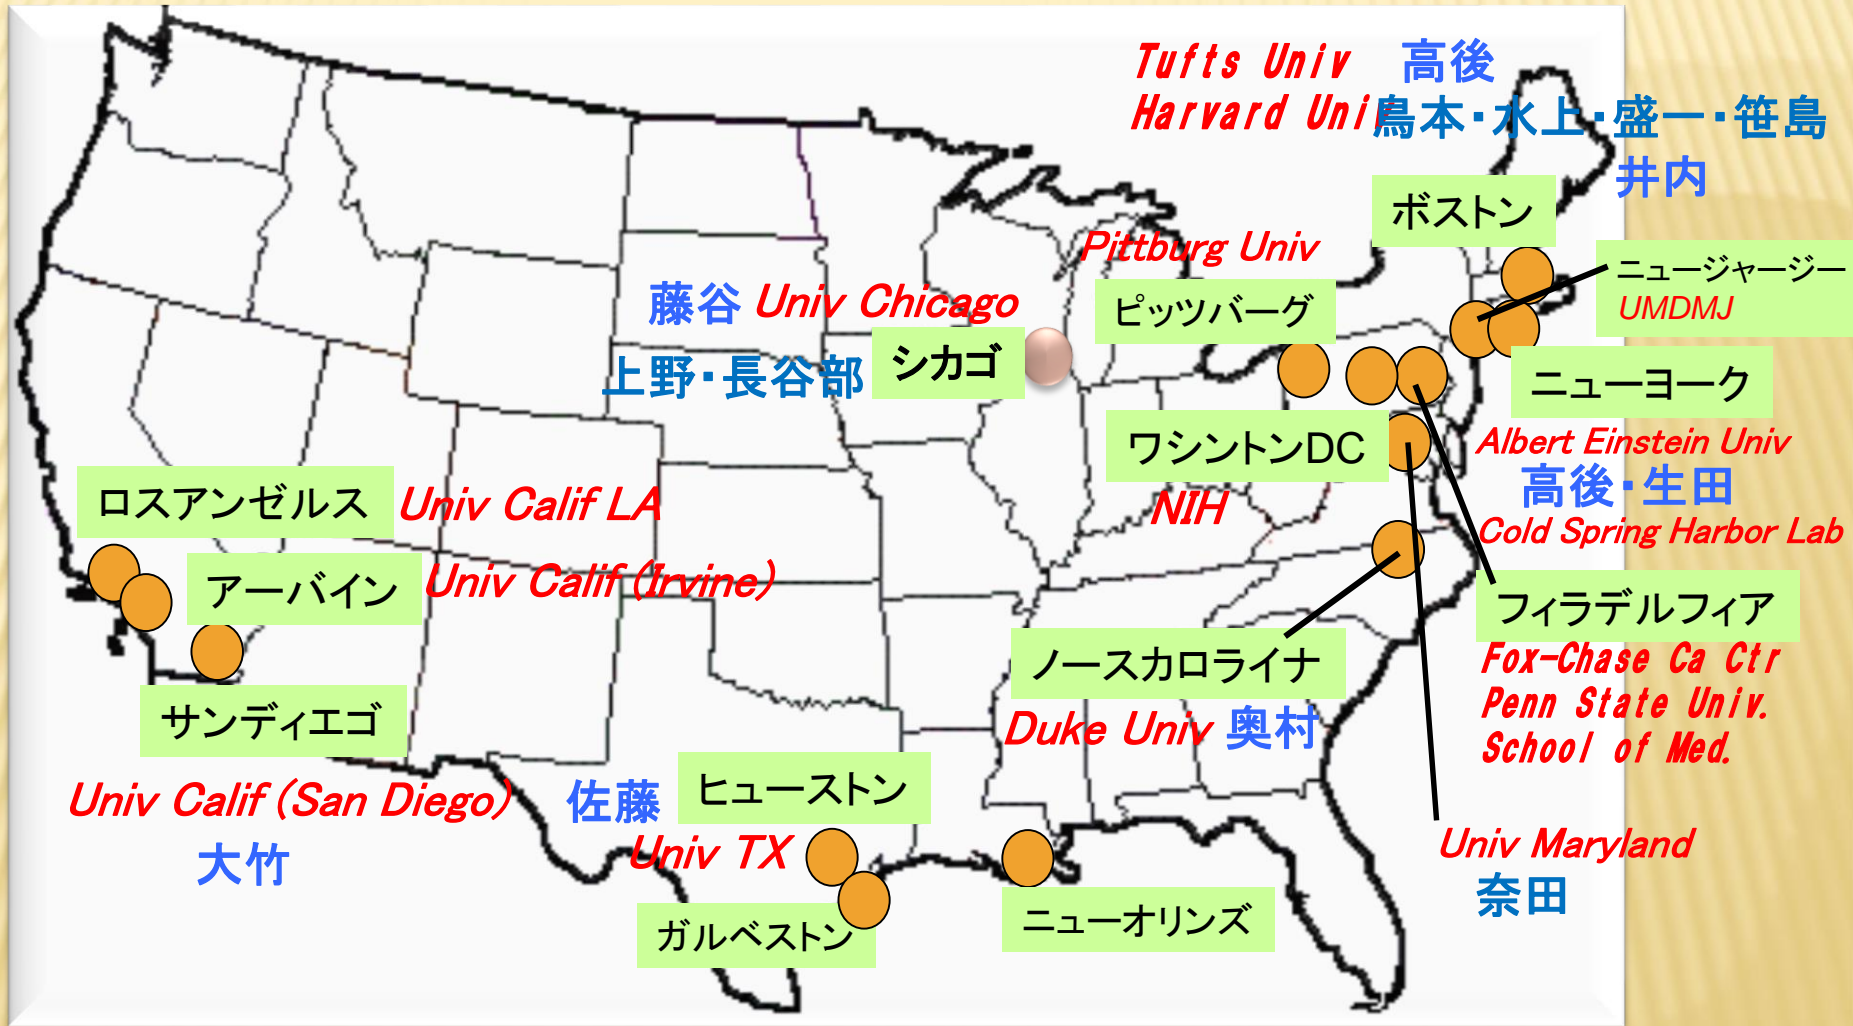 Tufts Univ 高後
Harvard Univ 鳥本・水上・盛一・笹島
井内
ボストン
Pittburg Univ
ニュージャージー
UMDMJ
藤谷 Univ Chicago
ピッツバーグ
シカゴ
上野・長谷部
ニューヨーク
ワシントンDC
Albert Einstein Univ
高後・生田
ロスアンゼルス Univ Calif LA
NIH
Cold Spring Harbor Lab
アーバイン Univ Calif (Irvine)
フィラデルフィア
ノースカロライナ
Fox-Chase Ca Ctr
Penn State Univ.
School of Med.
サンディエゴ
Duke Univ 奥村
Univ Calif (San Diego)
大竹
佐藤
ヒューストン
Univ TX
Univ Maryland
奈田
ガルベストン
ニューオリンズ